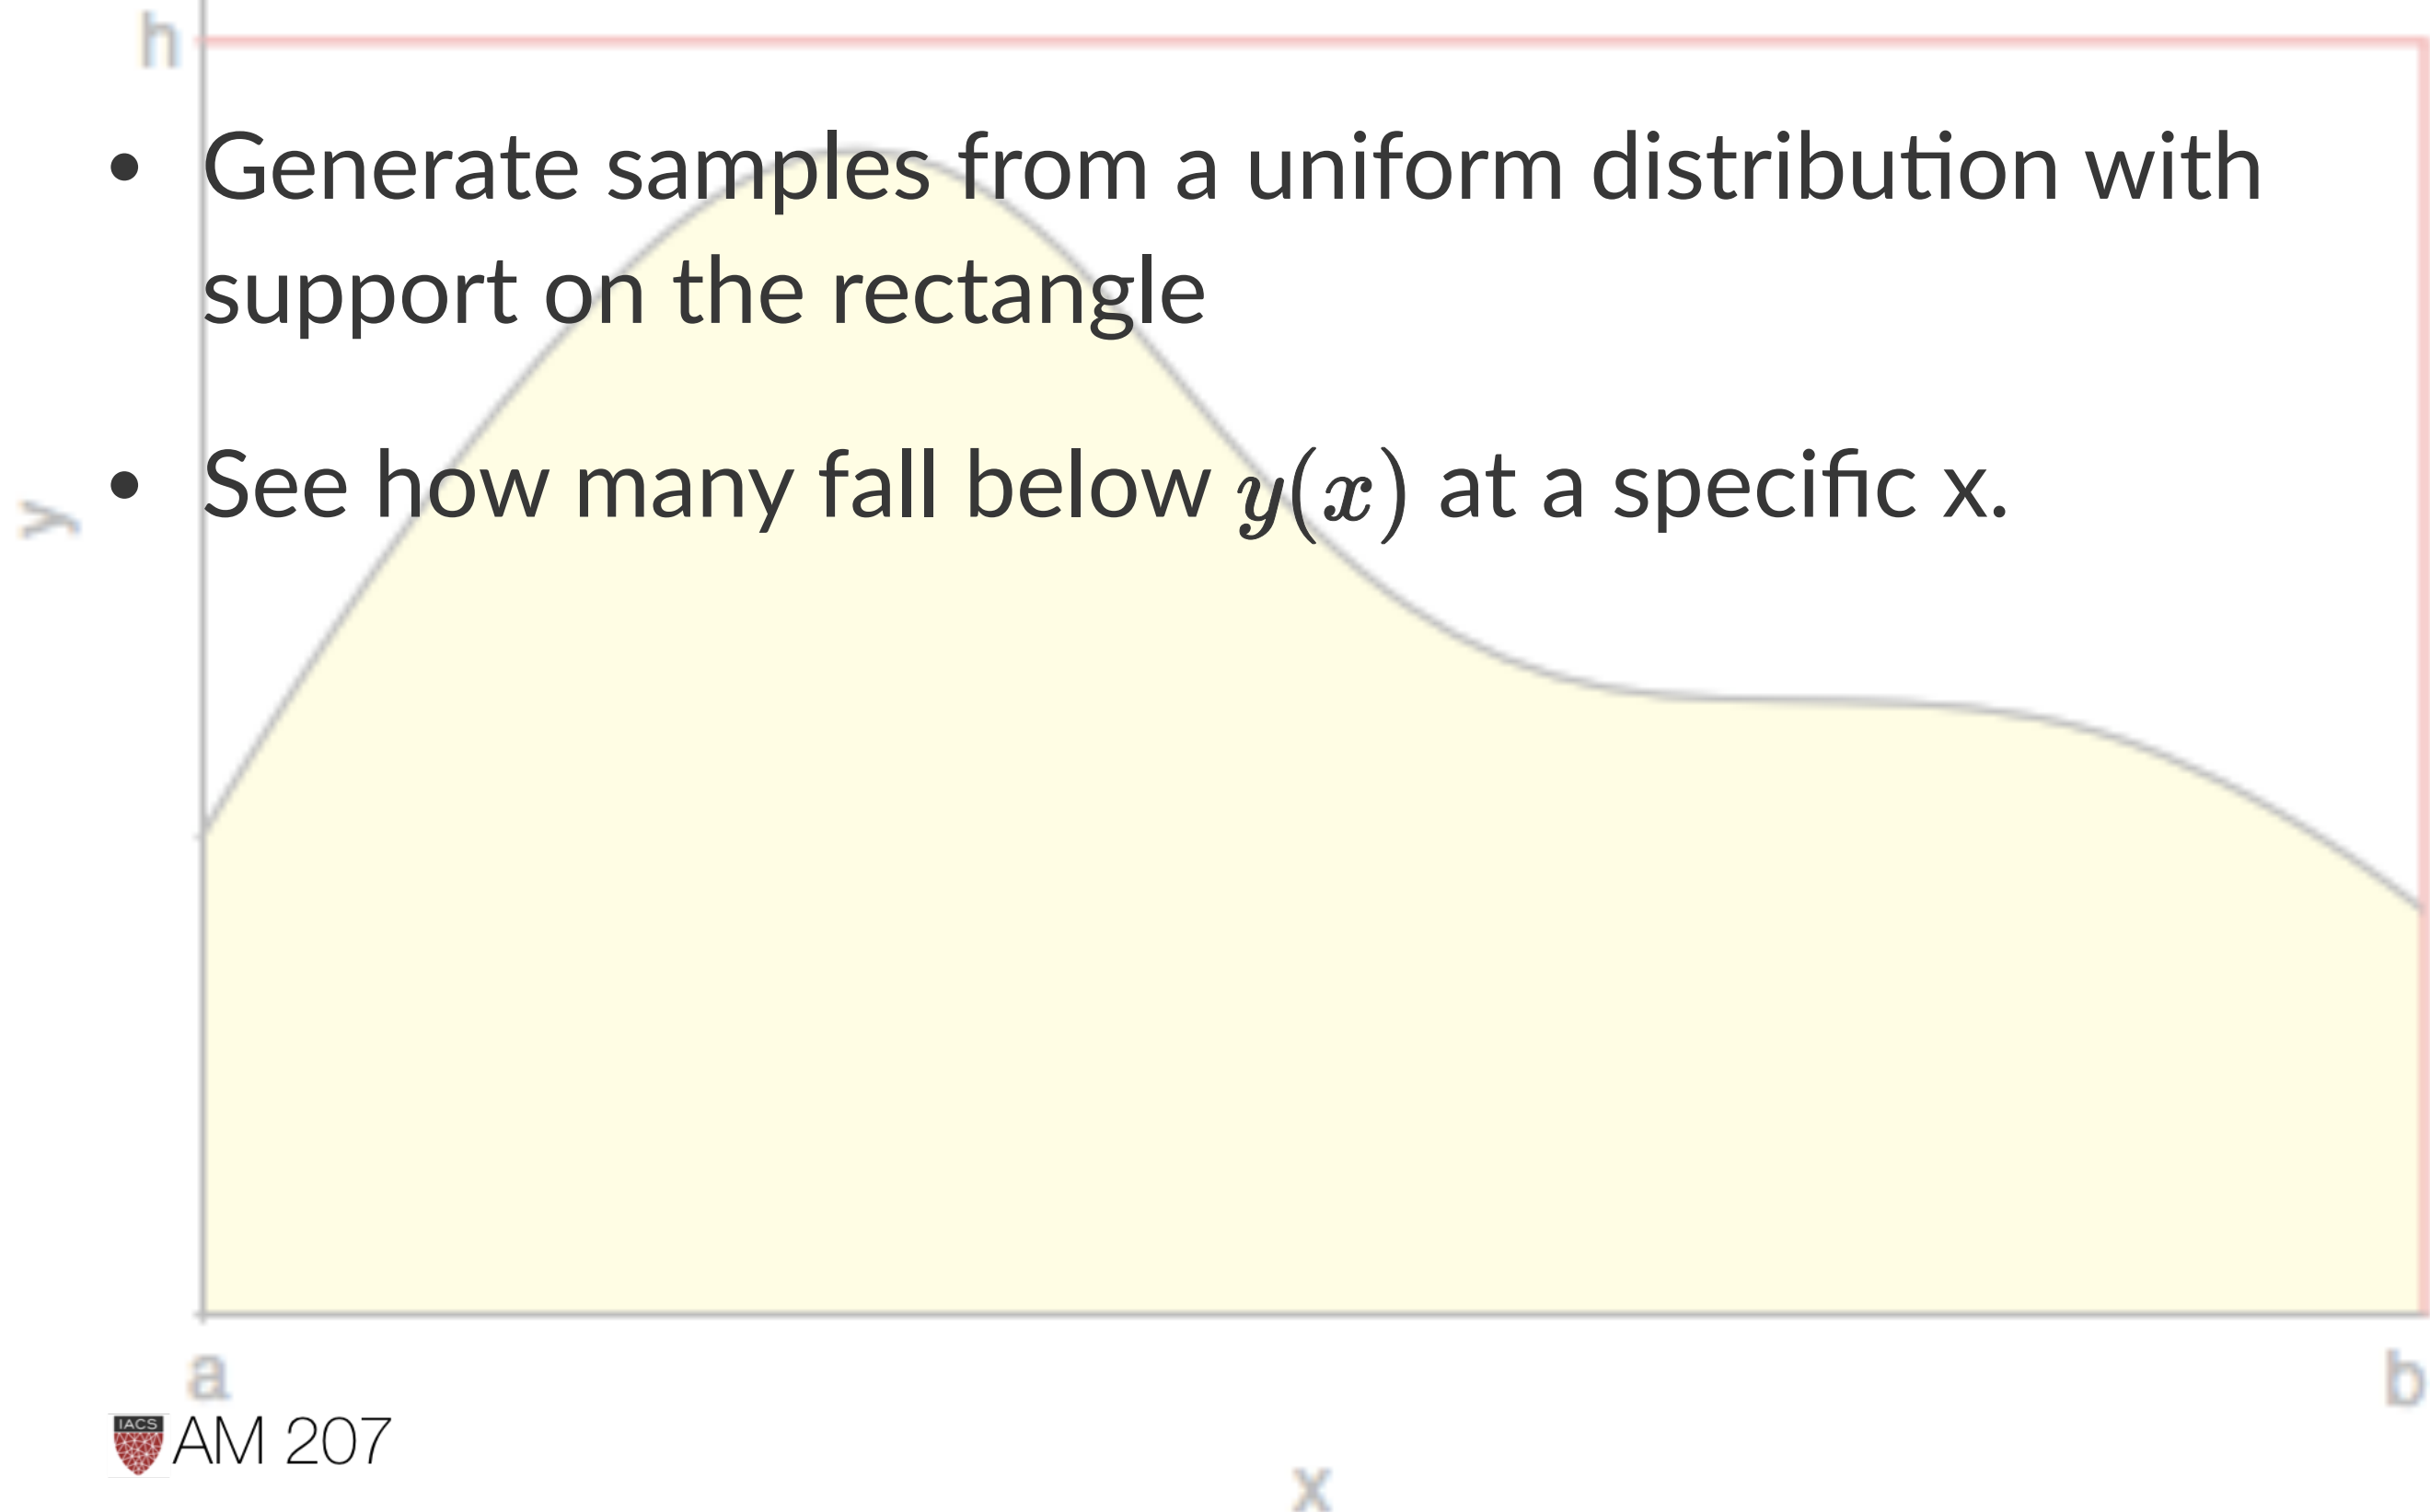 h
• Generate samples from a uniform distribution with
support on the rectangle
• See how many fall below y(x) at a specific x.
y
a
b
IACS
AM 207
x